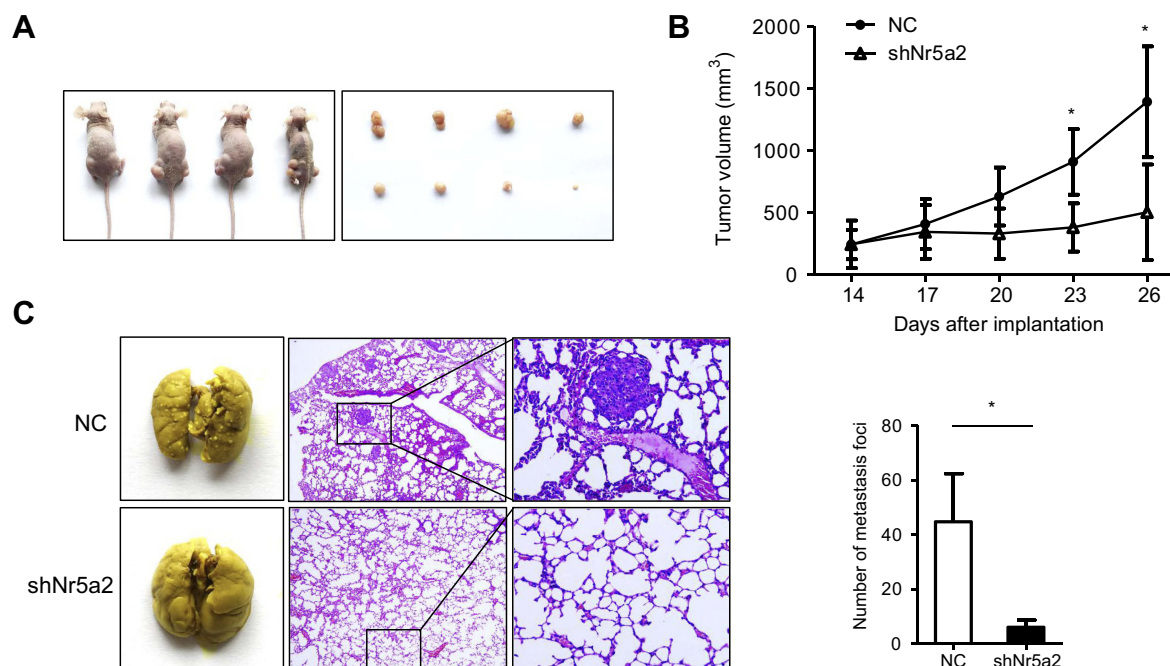 A
B
2000
1500
1000
500
0
Tumor volume (mm³)
NC
shNr5a2
*
*
14 17 20 23 26
Days after implantation
C
NC
shNr5a2
Number of metastasis foci
80
60
40
20
0
*
NC shNr5a2